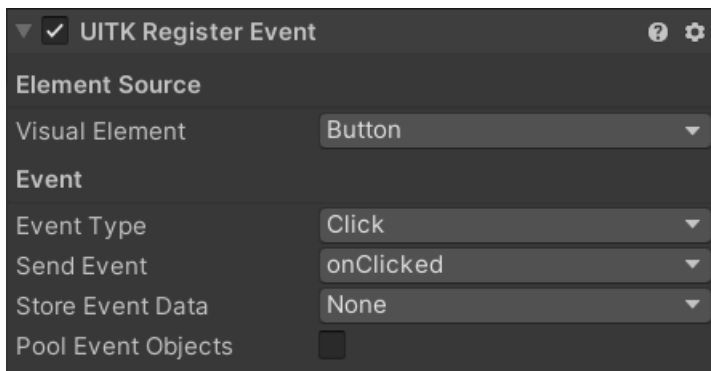 UITK Register Event
Element Source
Visual Element Button
Event
Event Type Click
Send Event onClicked
Store Event Data None
Pool Event Objects